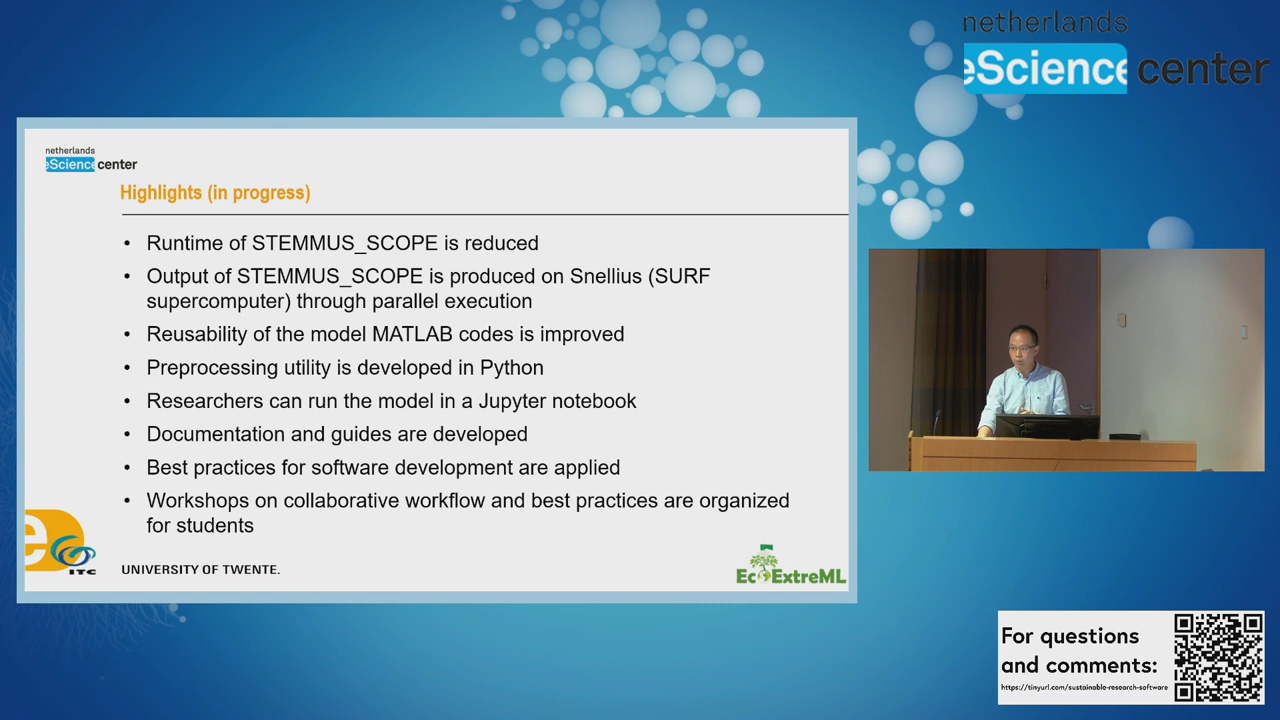 netherlands
eScience center
netherlands
eScience center
Highlights (in progress)
• Runtime of STEMMUS_SCOPE is reduced
• Output of STEMMUS_SCOPE is produced on Snellius (SURF
supercomputer) through parallel execution
• Reusability of the model MATLAB codes is improved
• Preprocessing utility is developed in Python
• Researchers can run the model in a Jupyter notebook
• Documentation and guides are developed
• Best practices for software development are applied
• Workshops on collaborative workflow and best practices are organized
for students
e
ITC
UNIVERSITY OF TWENTE.
EcoExtreML
For questions
and comments:
https://tinyurl.com/sustainable-research-software